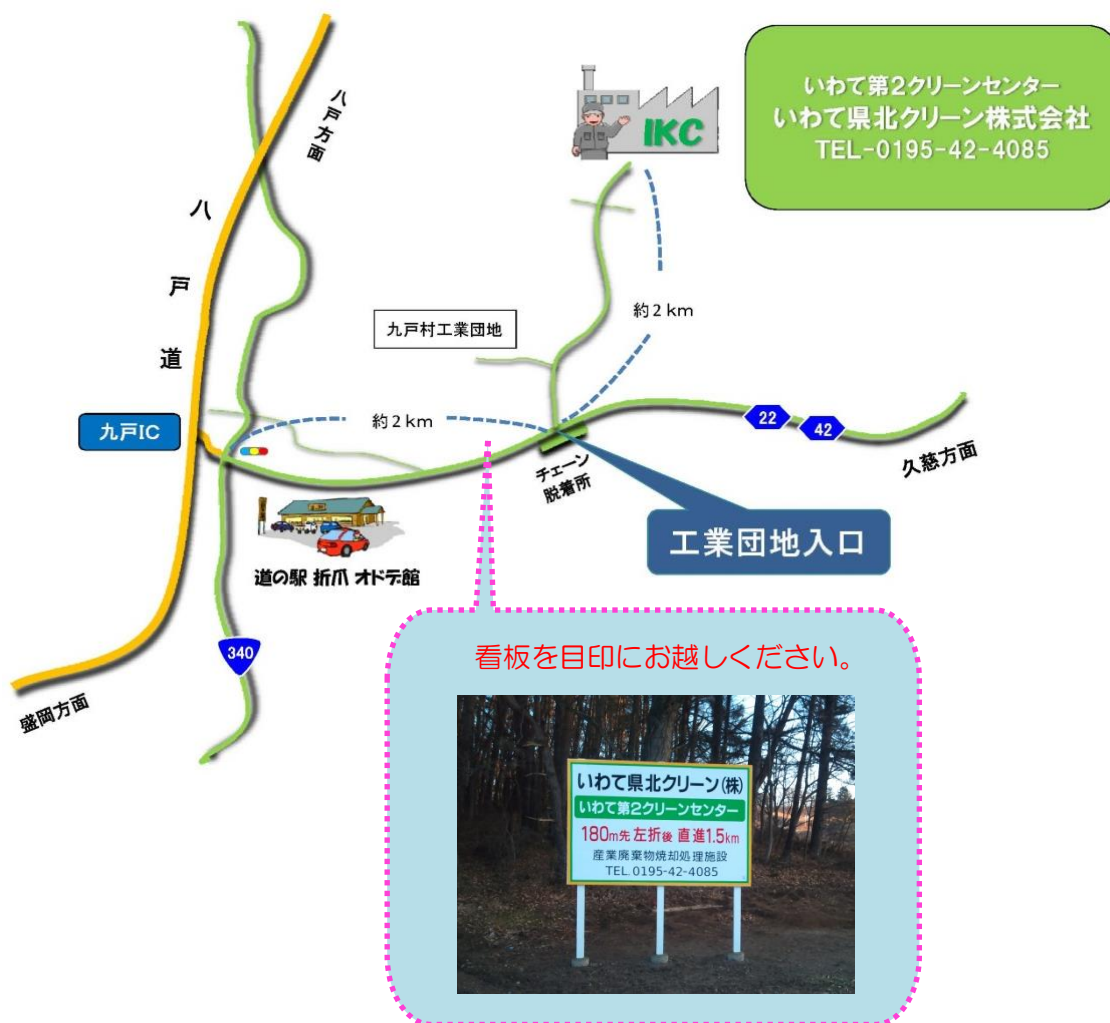 いわて第2クリーンセンター
いわて県北クリーン株式会社
TEL-0195-42-4085
IKC
八戸方面
八戸道
約2km
九戸村工業団地
九戸IC
約2km
22
42
久慈方面
チェーン
脱着所
工業団地入口
道の駅 折爪 オドデ館
340
盛岡方面
看板を目印にお越しください。
いわて県北クリーン(株)
いわて第2クリーンセンター
180m先 左折後 直進1.5km
産業廃棄物焼却処理施設
TEL 0195-42-4085